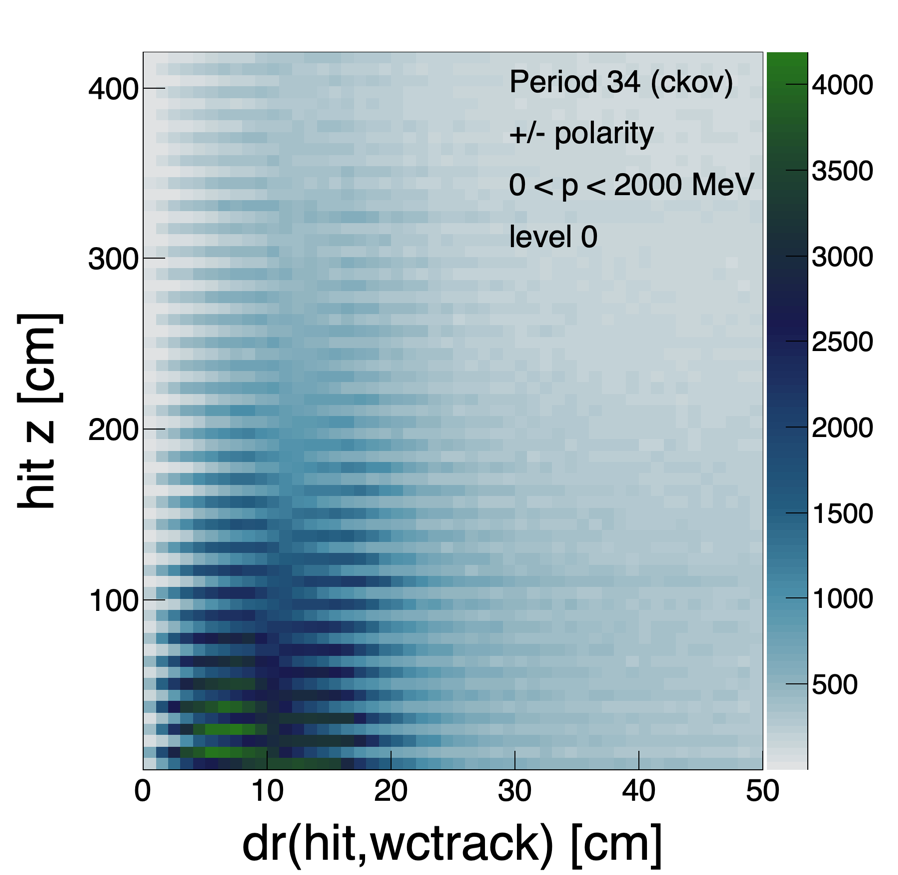 Period 34 (ckov)
+/- polarity
0 < p < 2000 MeV
level 0
400
300
200
100
hit z [cm]
0 10 20 30 40 50
dr(hit,wctrack) [cm]
4000
3500
3000
2500
2000
1500
1000
500